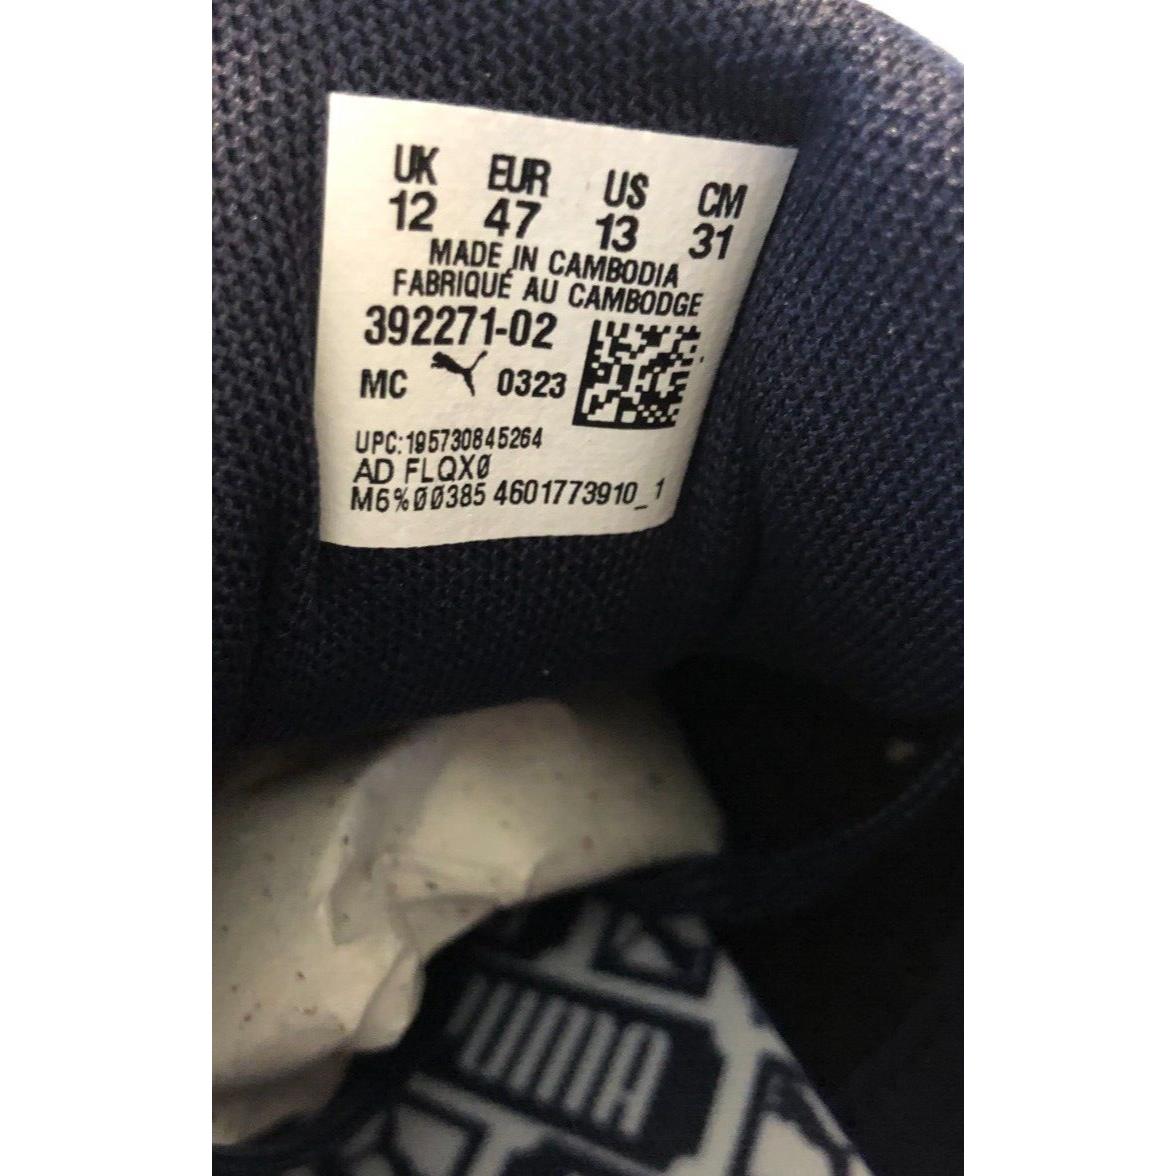 UK EUR US CM
12 47 13 31
MADE IN CAMBODIA
FABRIQUÉ AU CAMBODGE
392271-02
MC 0323
UPC:195730845264
AD FLQX0
M6%00385 4601773910_1
PUMA